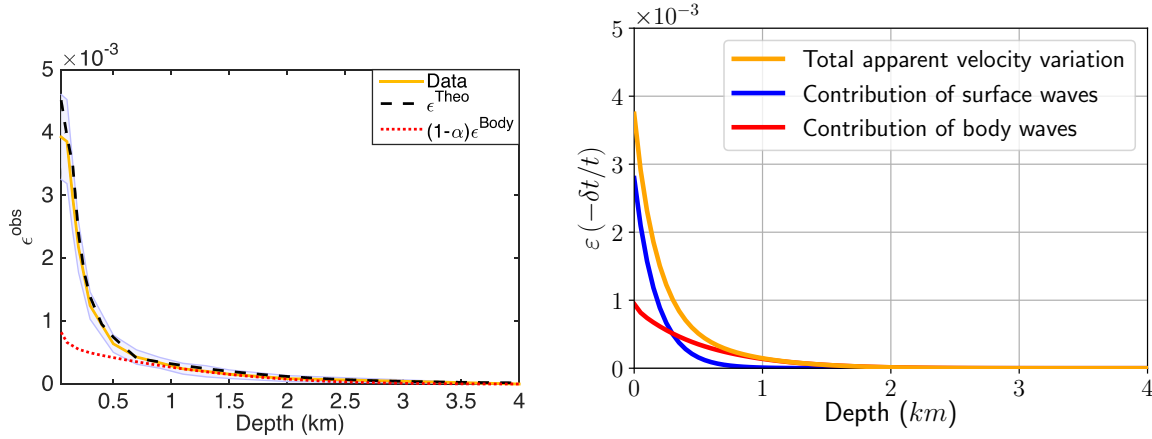 ×10⁻³
5
4
3
2
1
0
ϵ^obs
0.5 1 1.5 2 2.5 3 3.5 4
Depth (km)
Data
ϵ^Theo
(1-α)ϵ^Body
×10⁻³
5
4
3
2
1
0
ε (−δt/t)
0 1 2 3 4
Depth (km)
Total apparent velocity variation
Contribution of surface waves
Contribution of body waves